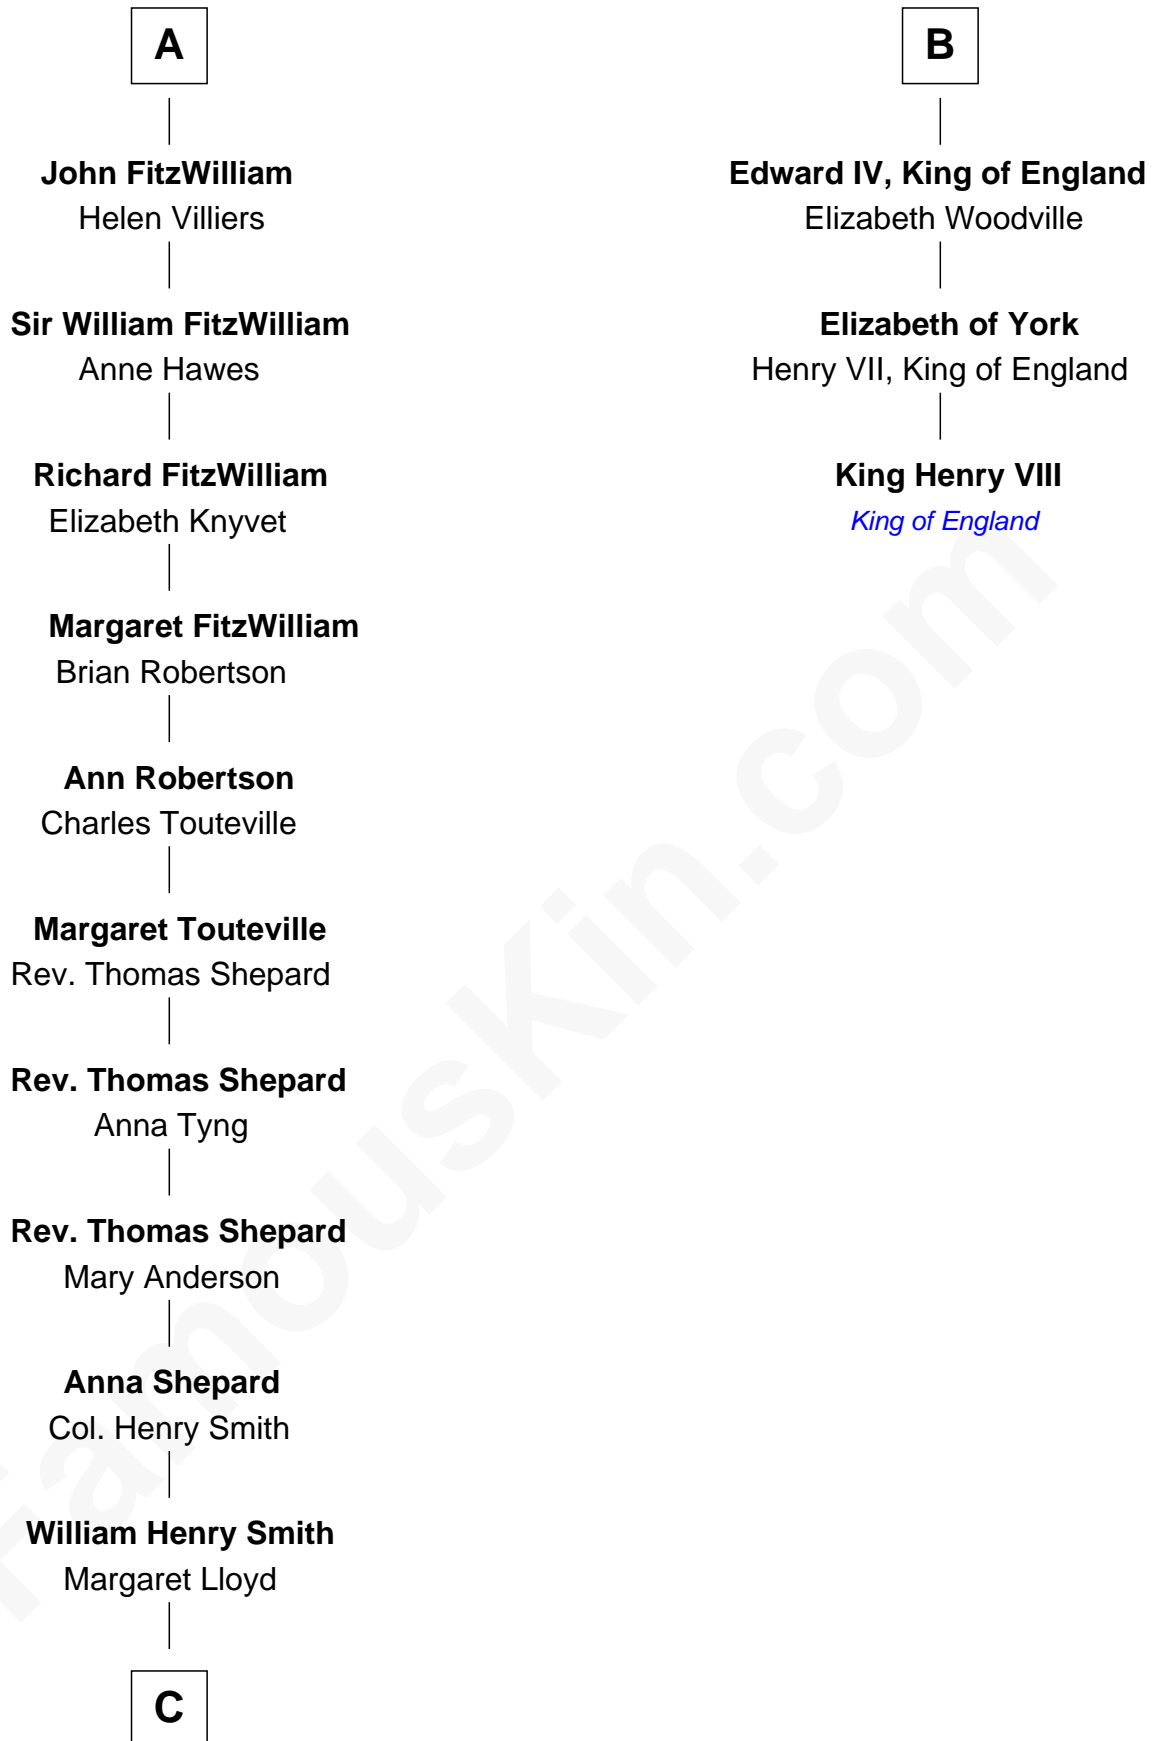 A
John FitzWilliam
Helen Villiers
Sir William FitzWilliam
Anne Hawes
Richard FitzWilliam
Elizabeth Knyvet
Margaret FitzWilliam
Brian Robertson
Ann Robertson
Charles Touteville
Margaret Touteville
Rev. Thomas Shepard
Rev. Thomas Shepard
Anna Tyng
Rev. Thomas Shepard
Mary Anderson
Anna Shepard
Col. Henry Smith
William Henry Smith
Margaret Lloyd
C
B
Edward IV, King of England
Elizabeth Woodville
Elizabeth of York
Henry VII, King of England
King Henry VIII
King of England
FamousKin.com